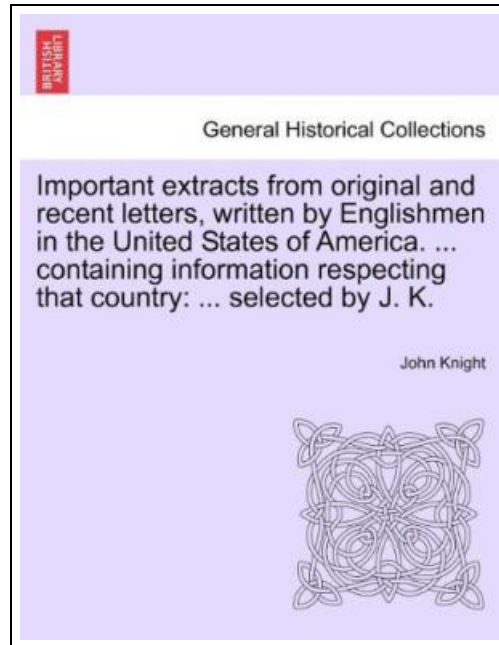 BRITISH
LIBRARY
General Historical Collections
Important extracts from original and
recent letters, written by Englishmen
in the United States of America. ...
containing information respecting
that country: ... selected by J. K.
John Knight